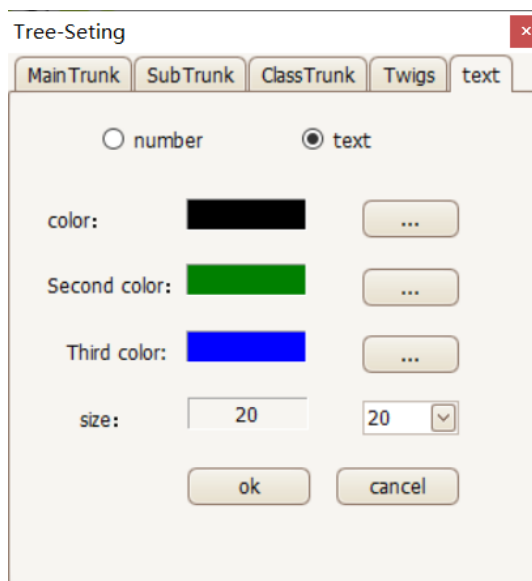 Tree-Seting
MainTrunk SubTrunk ClassTrunk Twigs text
number text
color: ...
Second color: ...
Third color: ...
size: 20 20
ok cancel